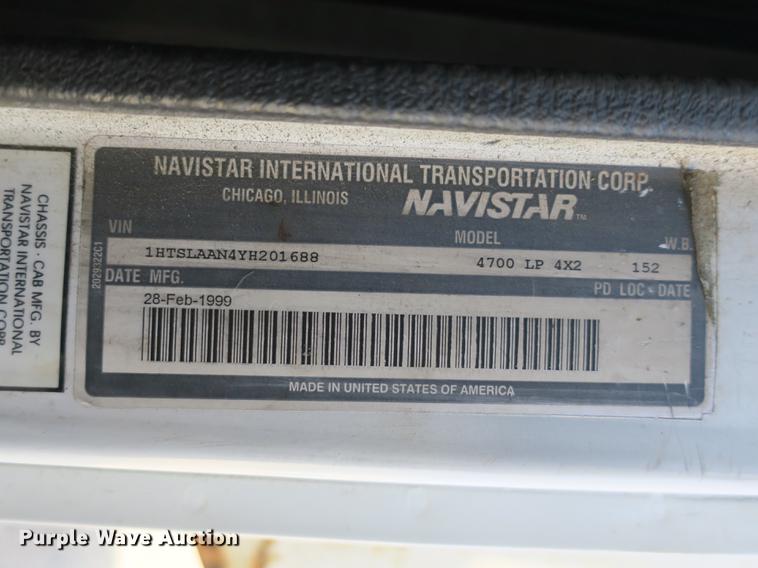 CHASSIS - CAB MFG. BY
NAVISTAR INTERNATIONAL
TRANSPORTATION CORP.
2029322C1
NAVISTAR INTERNATIONAL TRANSPORTATION CORP.
CHICAGO, ILLINOIS
NAVISTAR™
VIN MODEL W.B.
1HTSLAAN4YH201688 4700 LP 4X2 152
DATE MFG. PD LOC - DATE
28-Feb-1999
MADE IN UNITED STATES OF AMERICA
Purple Wave Auction